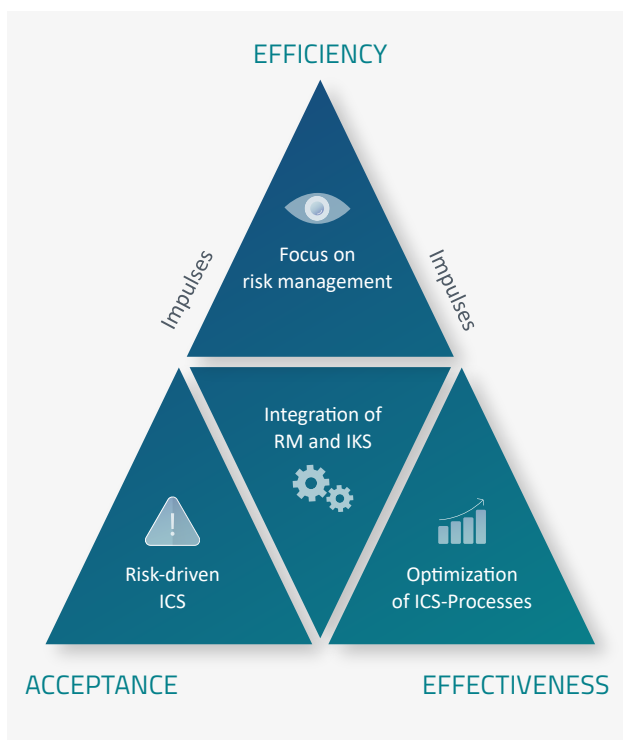 EFFICIENCY
Focus on
risk management
Impulses
Impulses
Integration of
RM and IKS
!
Risk-driven
ICS
Optimization
of ICS-Processes
ACCEPTANCE
EFFECTIVENESS